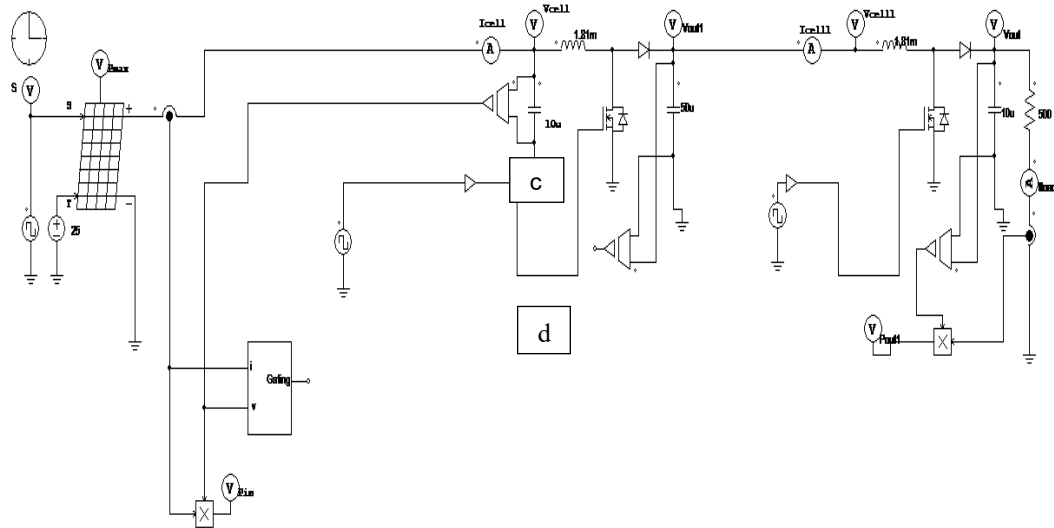 Icell
Vcell
1.81m
Vout1
Icell1
Vcell1
1.81m
Vout
S
V
V
Pmax
A
V
V
A
V
V
S
+
10u
50u
10u
500
C
A
T
-
25
d
V
Pout1
X
i
Gating
v
V
Pin
X